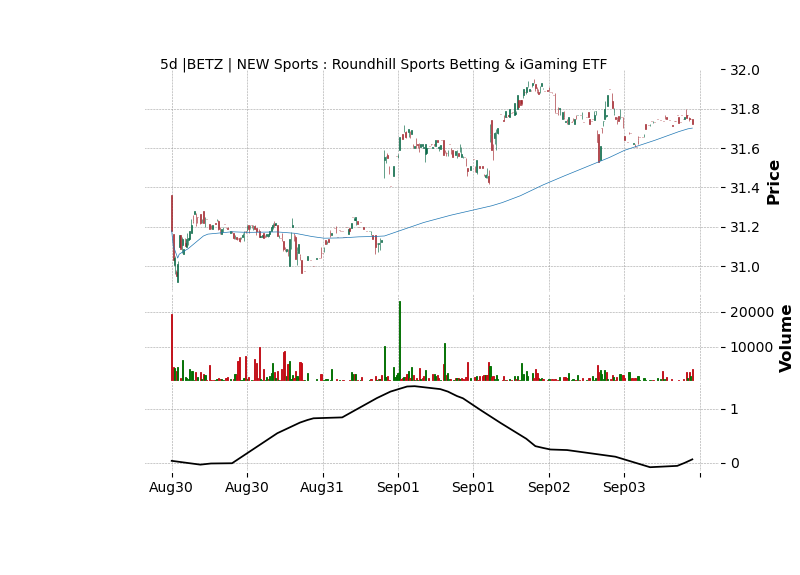 5d |BETZ | NEW Sports : Roundhill Sports Betting & iGaming ETF
32.0
31.8
31.6
31.4
31.2
31.0
Price
20000
10000
Volume
1
0
Aug30 Aug30 Aug31 Sep01 Sep01 Sep02 Sep03